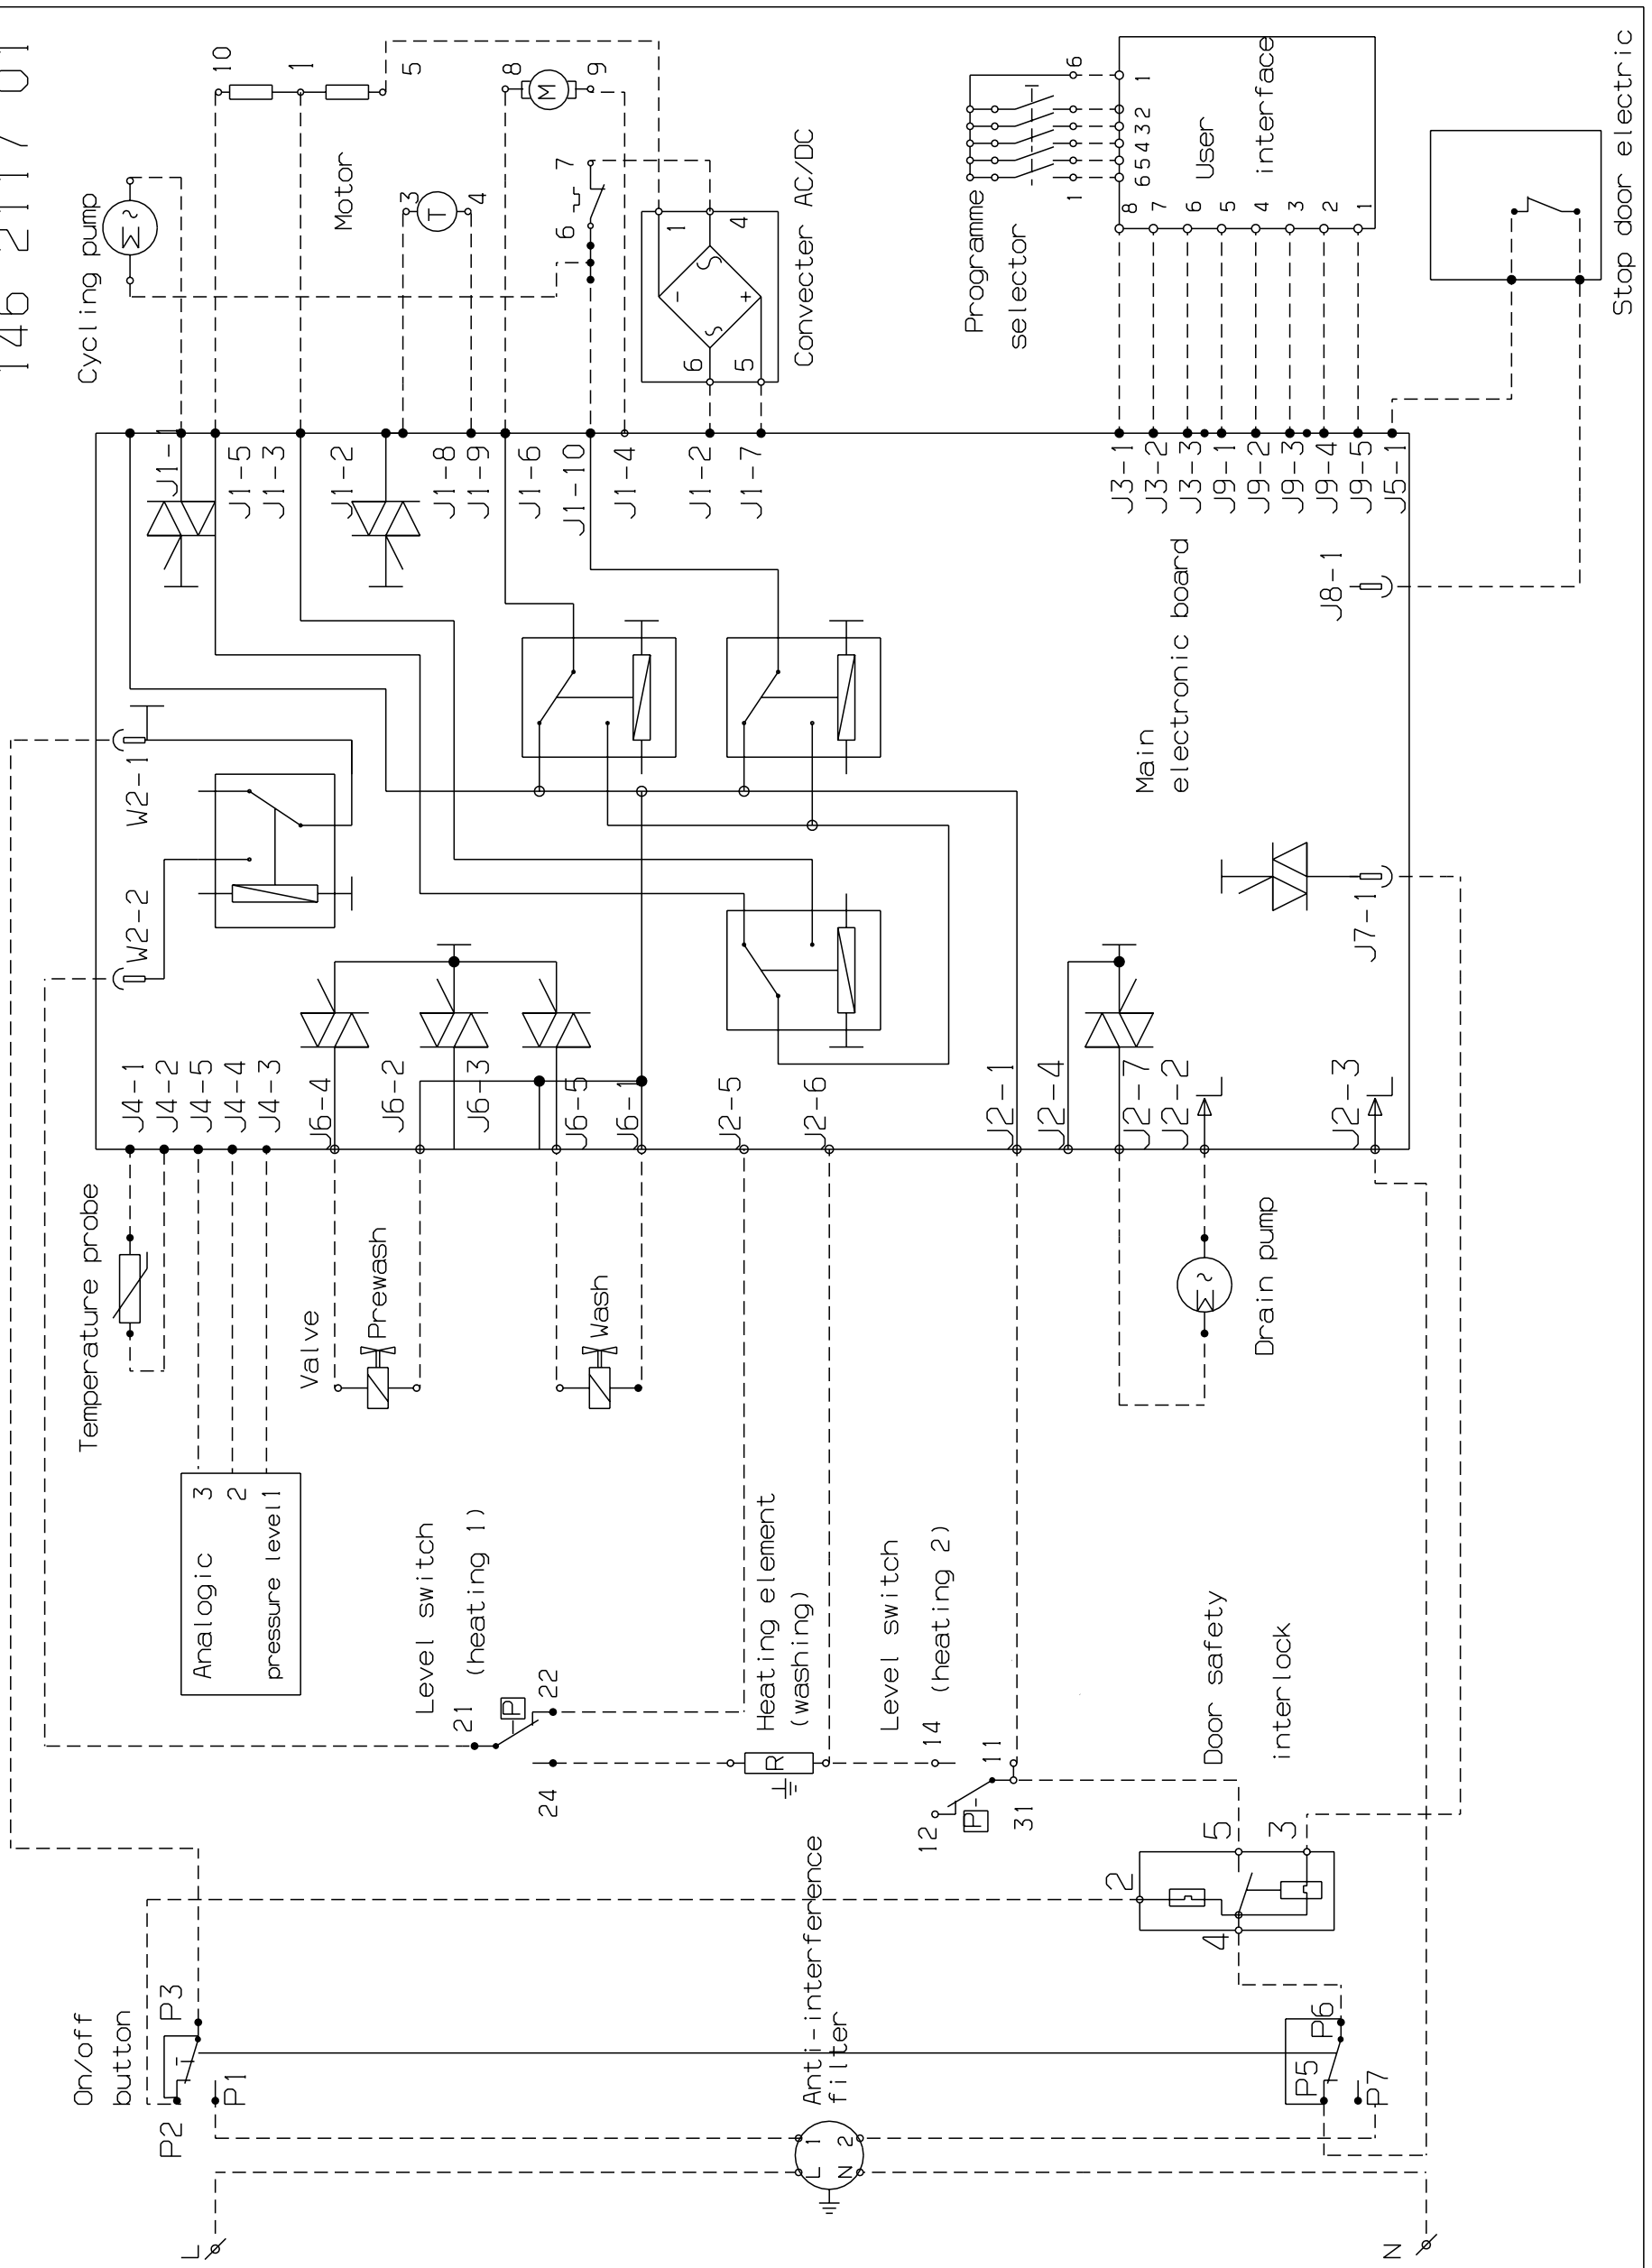 146 2117 01
Cycling pump
10
1
5
Motor
3
T
4
8
M
9
7
6
1
4
6
5
- +
Convecter AC/DC
Programme
selector
6
1
1
6 5 4 3 2
8
7
6
5
4
3
2
1
User
interface
Stop door electric
J1-1
J1-5
J1-3
J1-2
J1-8
J1-9
J1-6
J1-10
J1-4
J1-2
J1-7
J3-1
J3-2
J3-3
J9-1
J9-2
J9-3
J9-4
J9-5
J5-1
J8-1
Main
electronic board
W2-1
W2-2
J7-1
J4-1
J4-2
J4-5
J4-4
J4-3
J6-4
J6-2
J6-3
J6-5
J6-1
J2-5
J2-6
J2-1
J2-4
J2-7
J2-2
L
J2-3
L
Temperature probe
Valve
Prewash
Wash
M~
Drain pump
Analogic
pressure level
3
2
1
Level switch
(heating 1)
21
P
22
24
Heating element
(washing)
R
Level switch
(heating 2)
14
11
12
P
31
Door safety
interlock
5
3
2
4
On/off
button
P3
P2
P1
Anti-interference
filter
L 1
N 2
P6
P5
P7
L
N